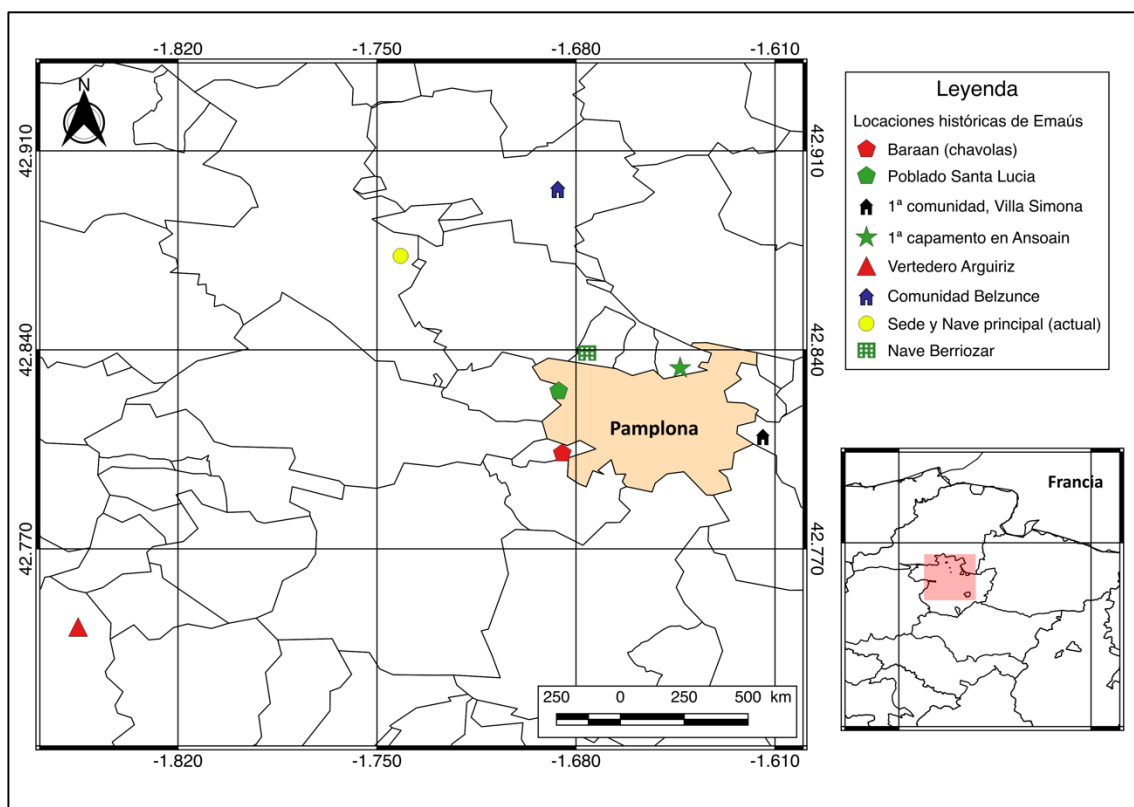 -1.820 -1.750 -1.680 -1.610
N
42.910 42.910
42.840 42.840
42.770 42.770
Pamplona
250 0 250 500 km
-1.820 -1.750 -1.680 -1.610
Leyenda
Locaciones históricas de Emaús
Baraan (chavolas)
Poblado Santa Lucia
1ª comunidad, Villa Simona
1ª capamento en Ansoain
Vertedero Arguiriz
Comunidad Belzunce
Sede y Nave principal (actual)
Nave Berriozar
Francia